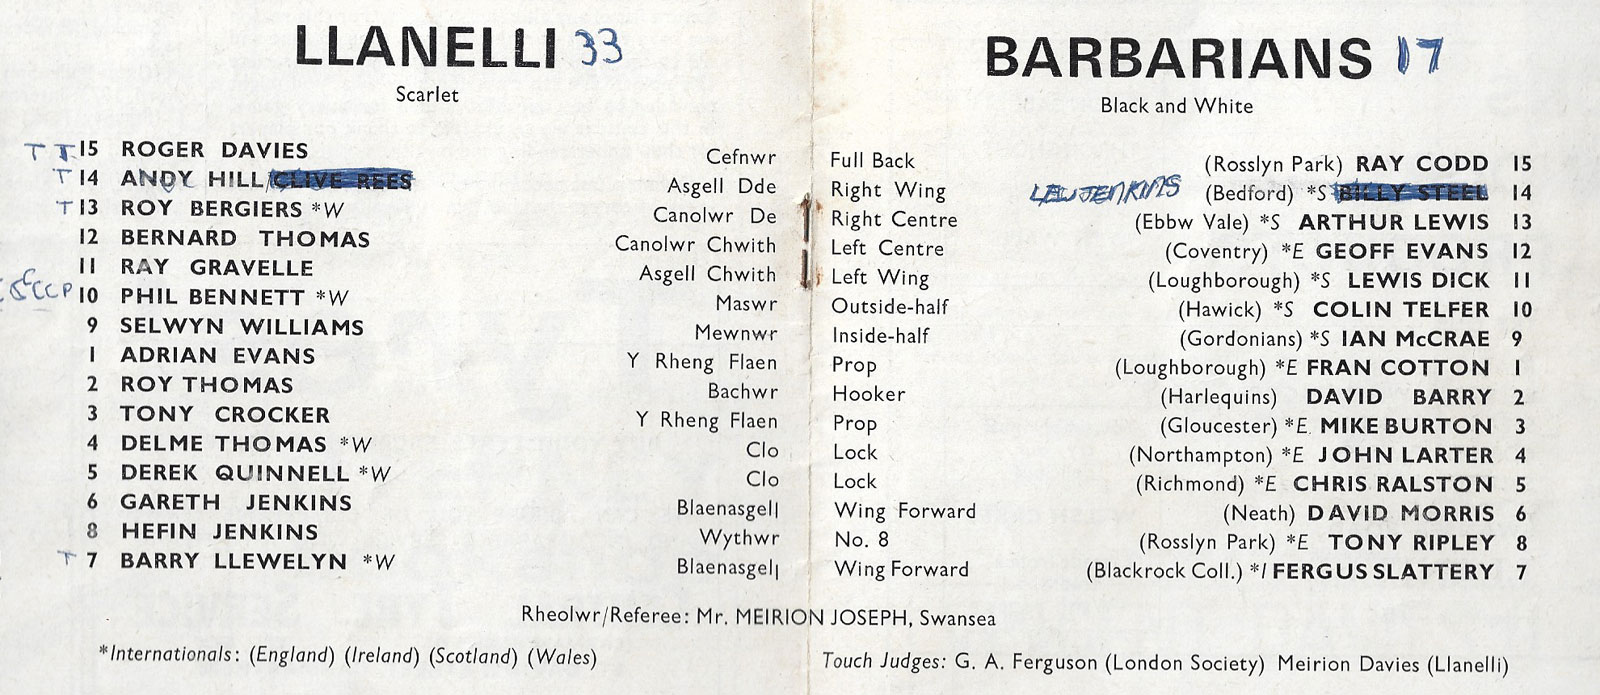 LLANELLI 33
Scarlet
T T 15 ROGER DAVIES Cefnwr
T 14 ANDY HILL/CLIVE REES Asgell Dde
T 13 ROY BERGIERS *W Canolwr De
12 BERNARD THOMAS Canolwr Chwith
11 RAY GRAVELLE Asgell Chwith
10 PHIL BENNETT *W Maswr
9 SELWYN WILLIAMS Mewnwr
1 ADRIAN EVANS Y Rheng Flaen
2 ROY THOMAS Bachwr
3 TONY CROCKER Y Rheng Flaen
4 DELME THOMAS *W Clo
5 DEREK QUINNELL *W Clo
6 GARETH JENKINS Blaenasgell
8 HEFIN JENKINS Wythwr
T 7 BARRY LLEWELYN *W Blaenasgell
BARBARIANS 17
Black and White
Full Back (Rosslyn Park) RAY CODD 15
Right Wing LEW JENKINS (Bedford) *S BILLY STEEL 14
Right Centre (Ebbw Vale) *S ARTHUR LEWIS 13
Left Centre (Coventry) *E GEOFF EVANS 12
Left Wing (Loughborough) *S LEWIS DICK 11
Outside-half (Hawick) *S COLIN TELFER 10
Inside-half (Gordonians) *S IAN McCRAE 9
Prop (Loughborough) *E FRAN COTTON 1
Hooker (Harlequins) DAVID BARRY 2
Prop (Gloucester) *E MIKE BURTON 3
Lock (Northampton) *E JOHN LARTER 4
Lock (Richmond) *E CHRIS RALSTON 5
Wing Forward (Neath) DAVID MORRIS 6
No. 8 (Rosslyn Park) *E TONY RIPLEY 8
Wing Forward (Blackrock Coll.) *I FERGUS SLATTERY 7
Rheolwr/Referee: Mr. MEIRION JOSEPH, Swansea
*Internationals: (England) (Ireland) (Scotland) (Wales)
Touch Judges: G. A. Ferguson (London Society) Meirion Davies (Llanelli)